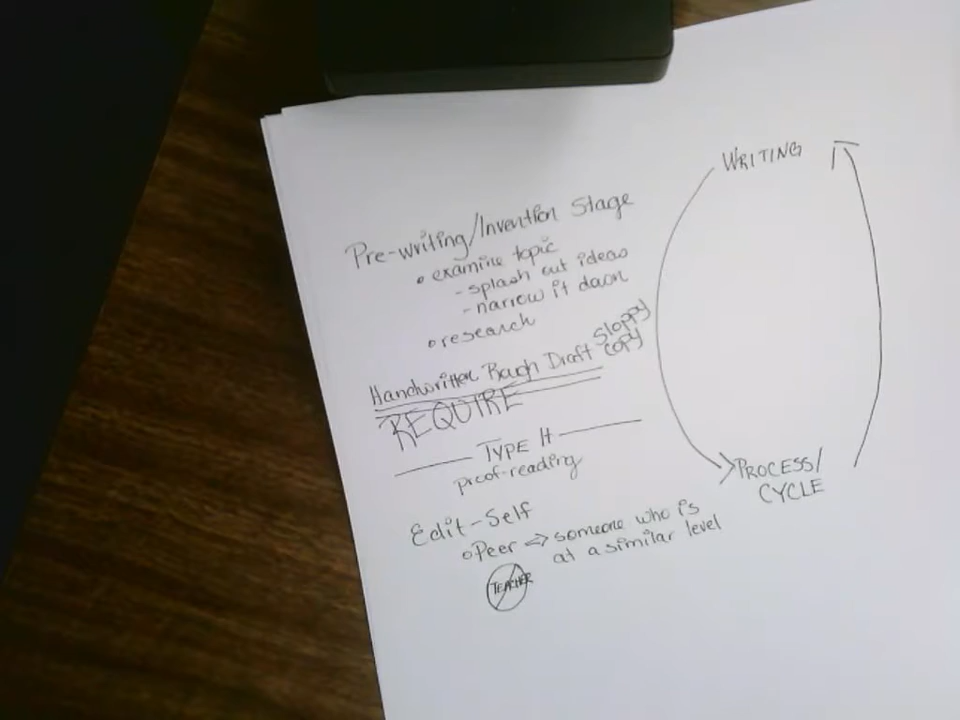 Pre-writing/Invention Stage
• examine topic
- splash out ideas
- narrow it down
• research
Handwritten Rough Draft Sloppy Copy
REQUIRE
TYPE It
proof-reading
Edit-Self
• Peer ⇒ someone who is
at a similar level
TEACHER
WRITING
PROCESS/
CYCLE